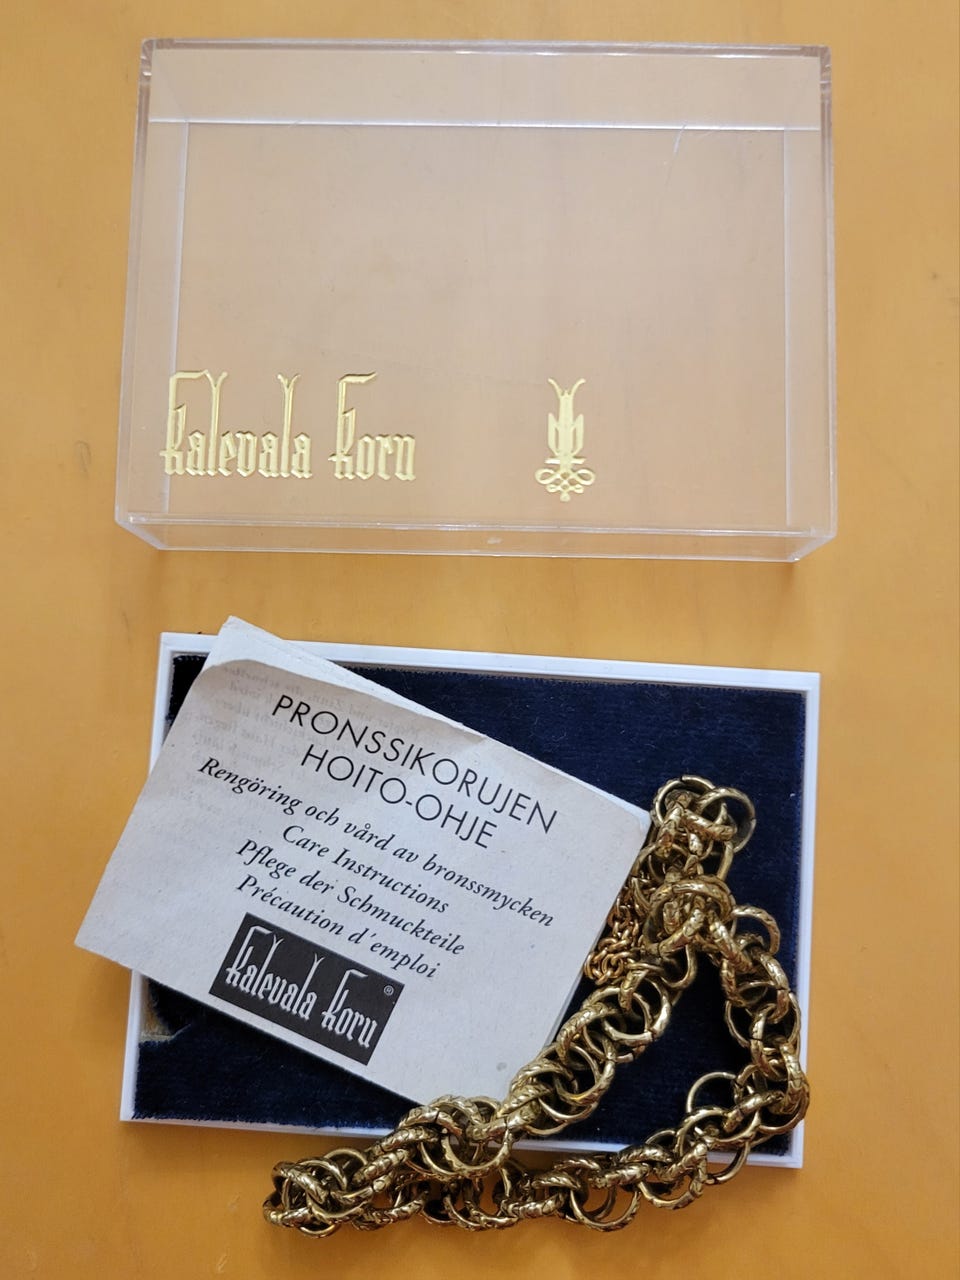 Kalevala Koru
PRONSSIKORUJEN
HOITO-OHJE
Rengöring och vård av bronssmycken
Care Instructions
Pflege der Schmuckteile
Précaution d´emploi
Kalevala Koru ®